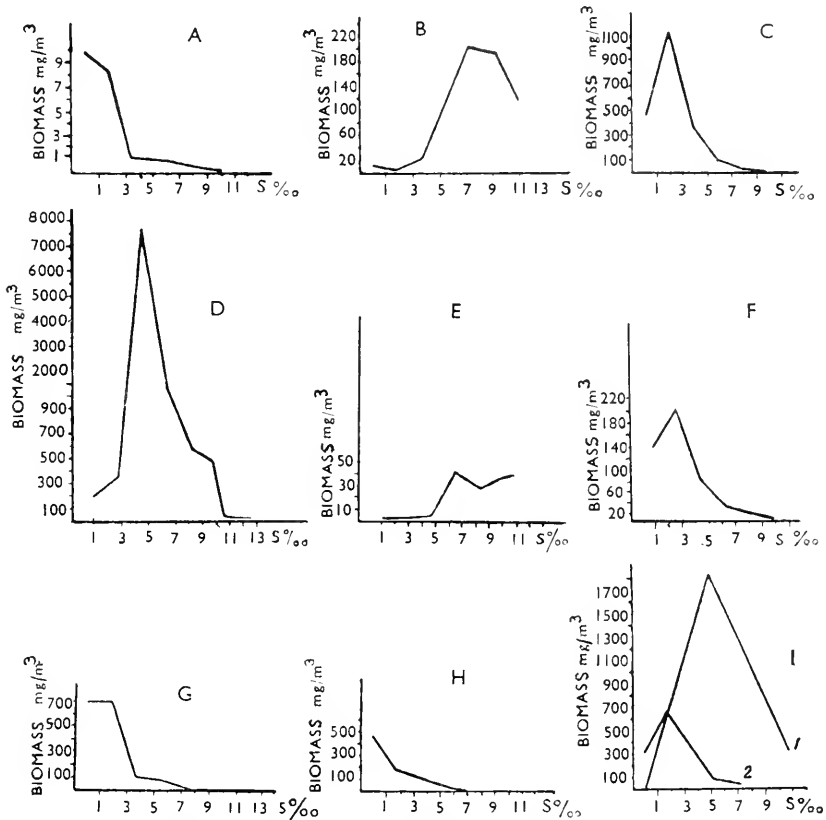 A
BIOMASS mg/m³
9
7
5
3
1
1 3 5 7 9 11 S ‰
B
BIOMASS mg/m³
220
180
140
100
60
20
1 3 5 7 9 11 13 S‰
C
BIOMASS mg/m³
1100
900
700
500
300
100
1 3 5 7 9 S ‰
D
BIOMASS mg/m³
8000
7000
6000
5000
4000
3000
2000
900
700
500
300
100
1 3 5 7 9 11 13 S‰
E
BIOMASS mg/m³
50
30
10
1 3 5 7 9 11 S‰
F
BIOMASS mg/m³
220
180
140
100
60
20
1 3 .5 7 9 S ‰
G
BIOMASS mg/m³
700
500
300
100
1 3 5 7 9 11 13 S‰
H
BIOMASS mg/m³
500
300
100
1 3 5 7 9 11 S‰
I
BIOMASS mg/m³
1700
1500
1300
1100
900
700
500
300
100
1
2
1 3 5 7 9 S ‰